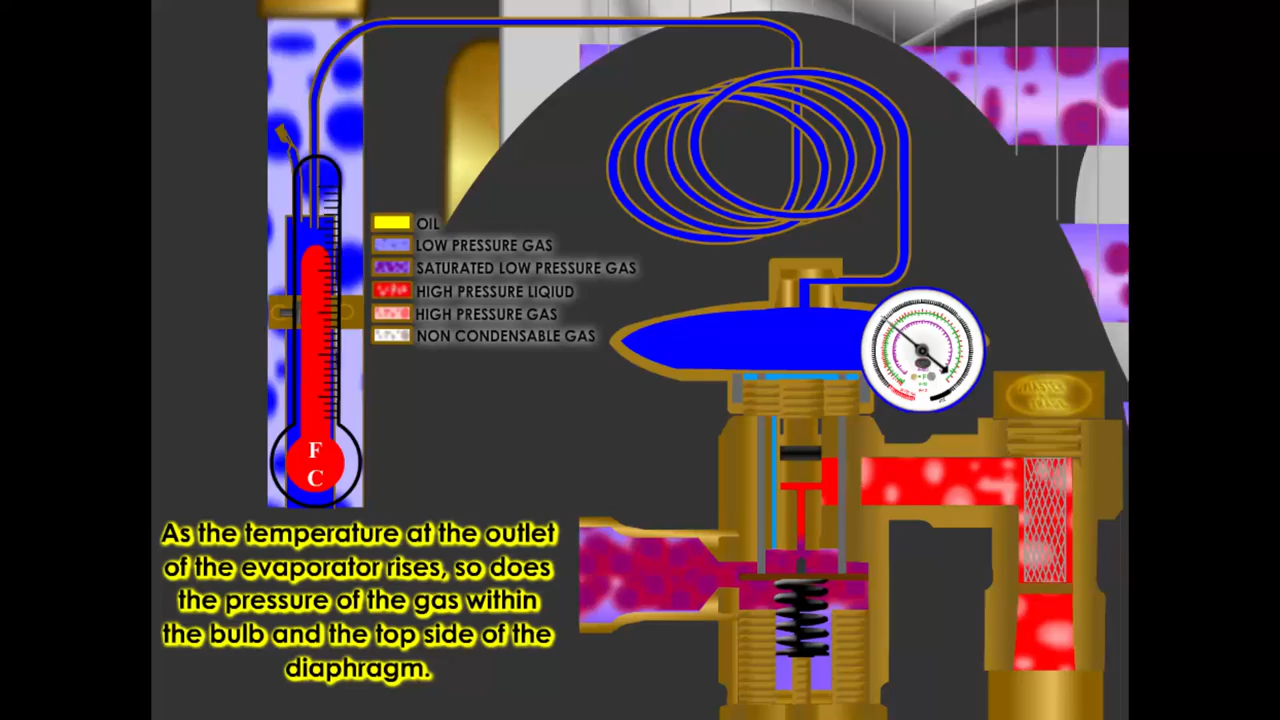 OIL
LOW PRESSURE GAS
SATURATED LOW PRESSURE GAS
HIGH PRESSURE LIQIUD
HIGH PRESSURE GAS
NON CONDENSABLE GAS
F
C
As the temperature at the outlet
of the evaporator rises, so does
the pressure of the gas within
the bulb and the top side of the
diaphragm.